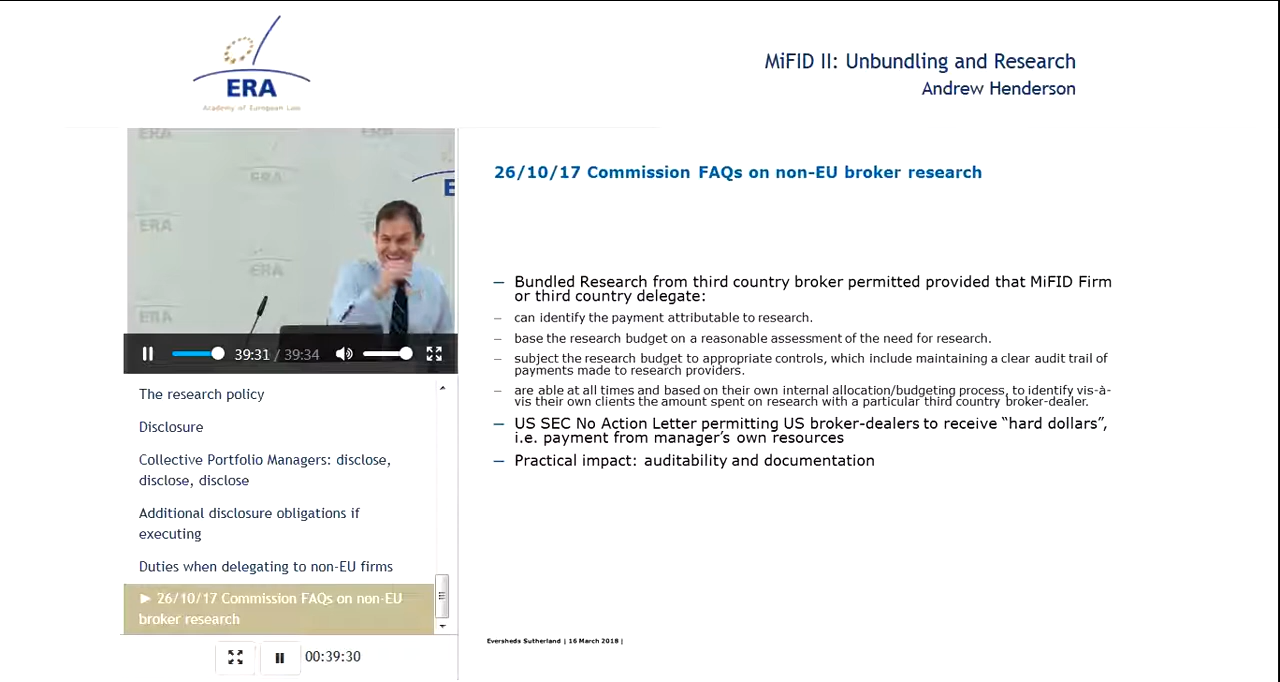 ERA
Academy of European Law
MiFID II: Unbundling and Research
Andrew Henderson
ERA
ERA
ERA
E
ERA
ERA
ERA
39:31 / 39:34
The research policy
Disclosure
Collective Portfolio Managers: disclose,
disclose, disclose
Additional disclosure obligations if
executing
Duties when delegating to non-EU firms
► 26/10/17 Commission FAQs on non-EU
broker research
00:39:30
26/10/17 Commission FAQs on non-EU broker research
– Bundled Research from third country broker permitted provided that MiFID Firm
or third country delegate:
– can identify the payment attributable to research.
– base the research budget on a reasonable assessment of the need for research.
– subject the research budget to appropriate controls, which include maintaining a clear audit trail of
payments made to research providers.
– are able at all times and based on their own internal allocation/budgeting process, to identify vis-à-
vis their own clients the amount spent on research with a particular third country broker-dealer.
– US SEC No Action Letter permitting US broker-dealers to receive “hard dollars”,
i.e. payment from manager’s own resources
– Practical impact: auditability and documentation
Eversheds Sutherland | 16 March 2018 |